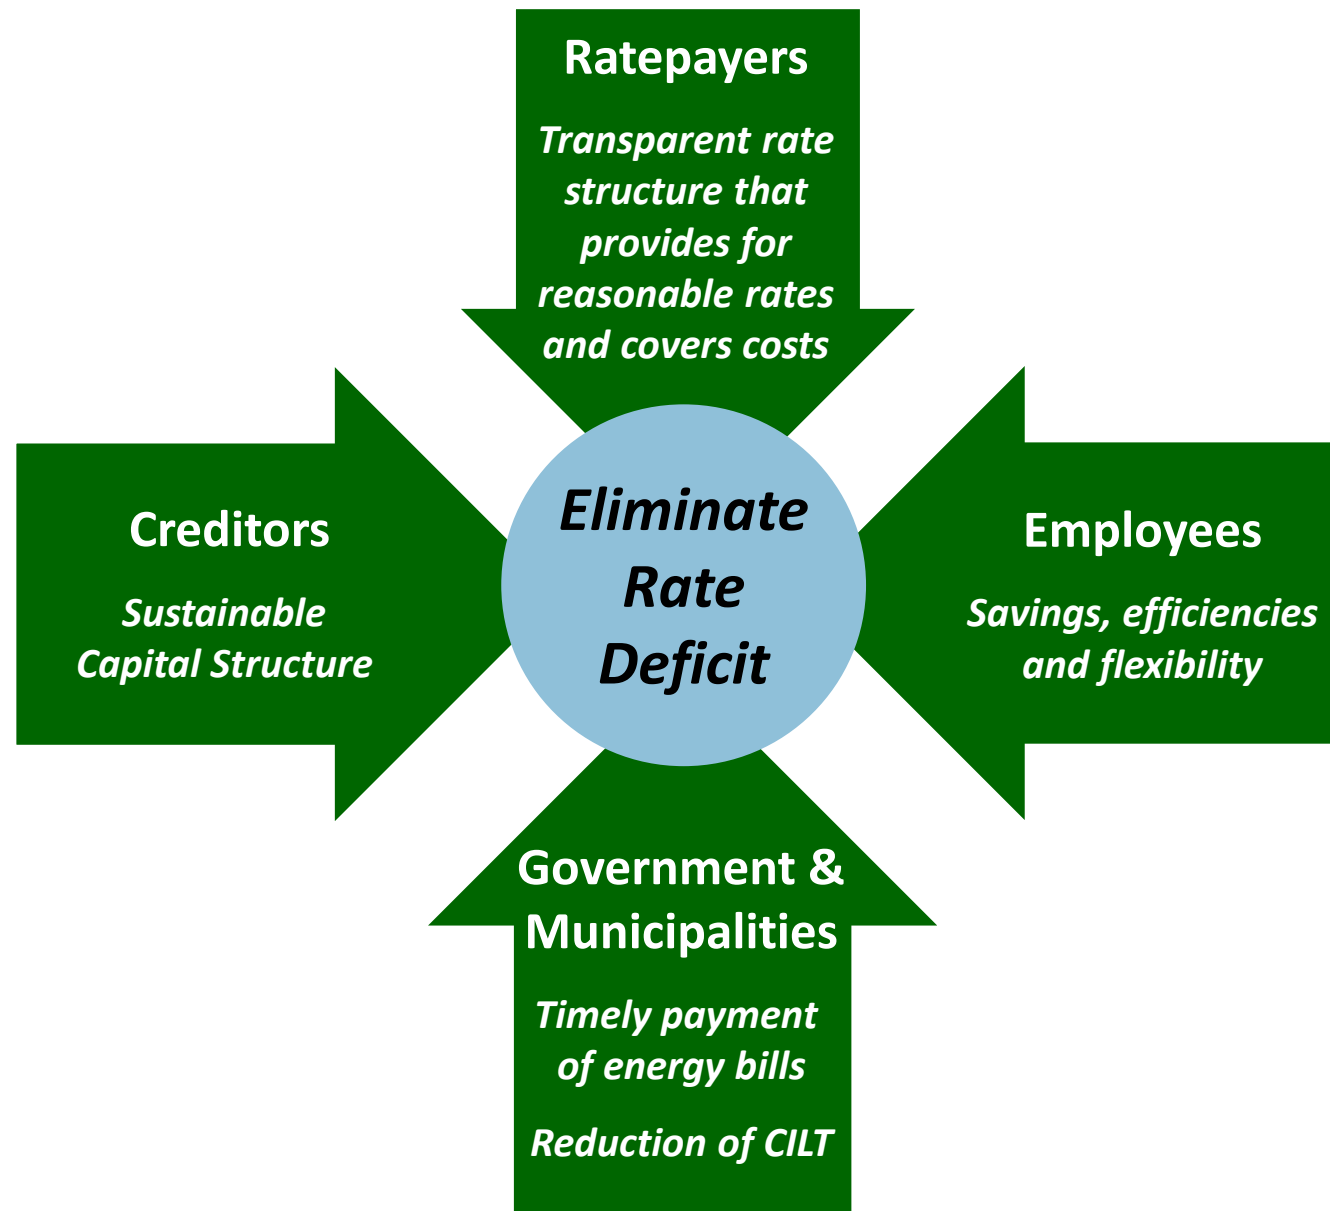 Ratepayers
Transparent rate
structure that
provides for
reasonable rates
and covers costs
Creditors
Sustainable
Capital Structure
Eliminate
Rate
Deficit
Employees
Savings, efficiencies
and flexibility
Government &
Municipalities
Timely payment
of energy bills
Reduction of CILT